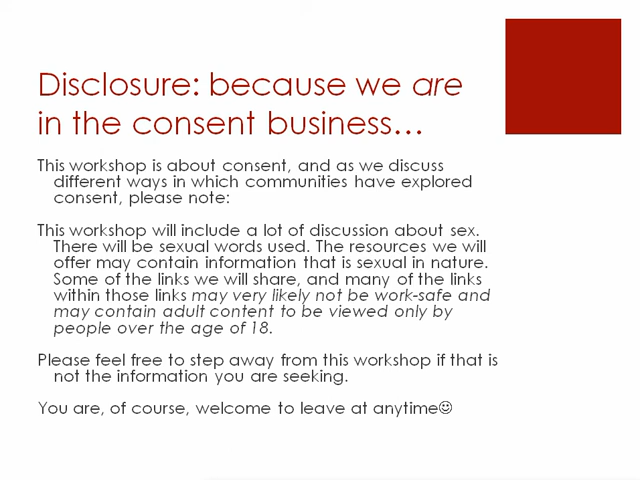 Disclosure: because we are
in the consent business…
This workshop is about consent, and as we discuss
different ways in which communities have explored
consent, please note:
This workshop will include a lot of discussion about sex.
There will be sexual words used. The resources we will
offer may contain information that is sexual in nature.
Some of the links we will share, and many of the links
within those links may very likely not be work-safe and
may contain adult content to be viewed only by
people over the age of 18.
Please feel free to step away from this workshop if that is
not the information you are seeking.
You are, of course, welcome to leave at anytime☺